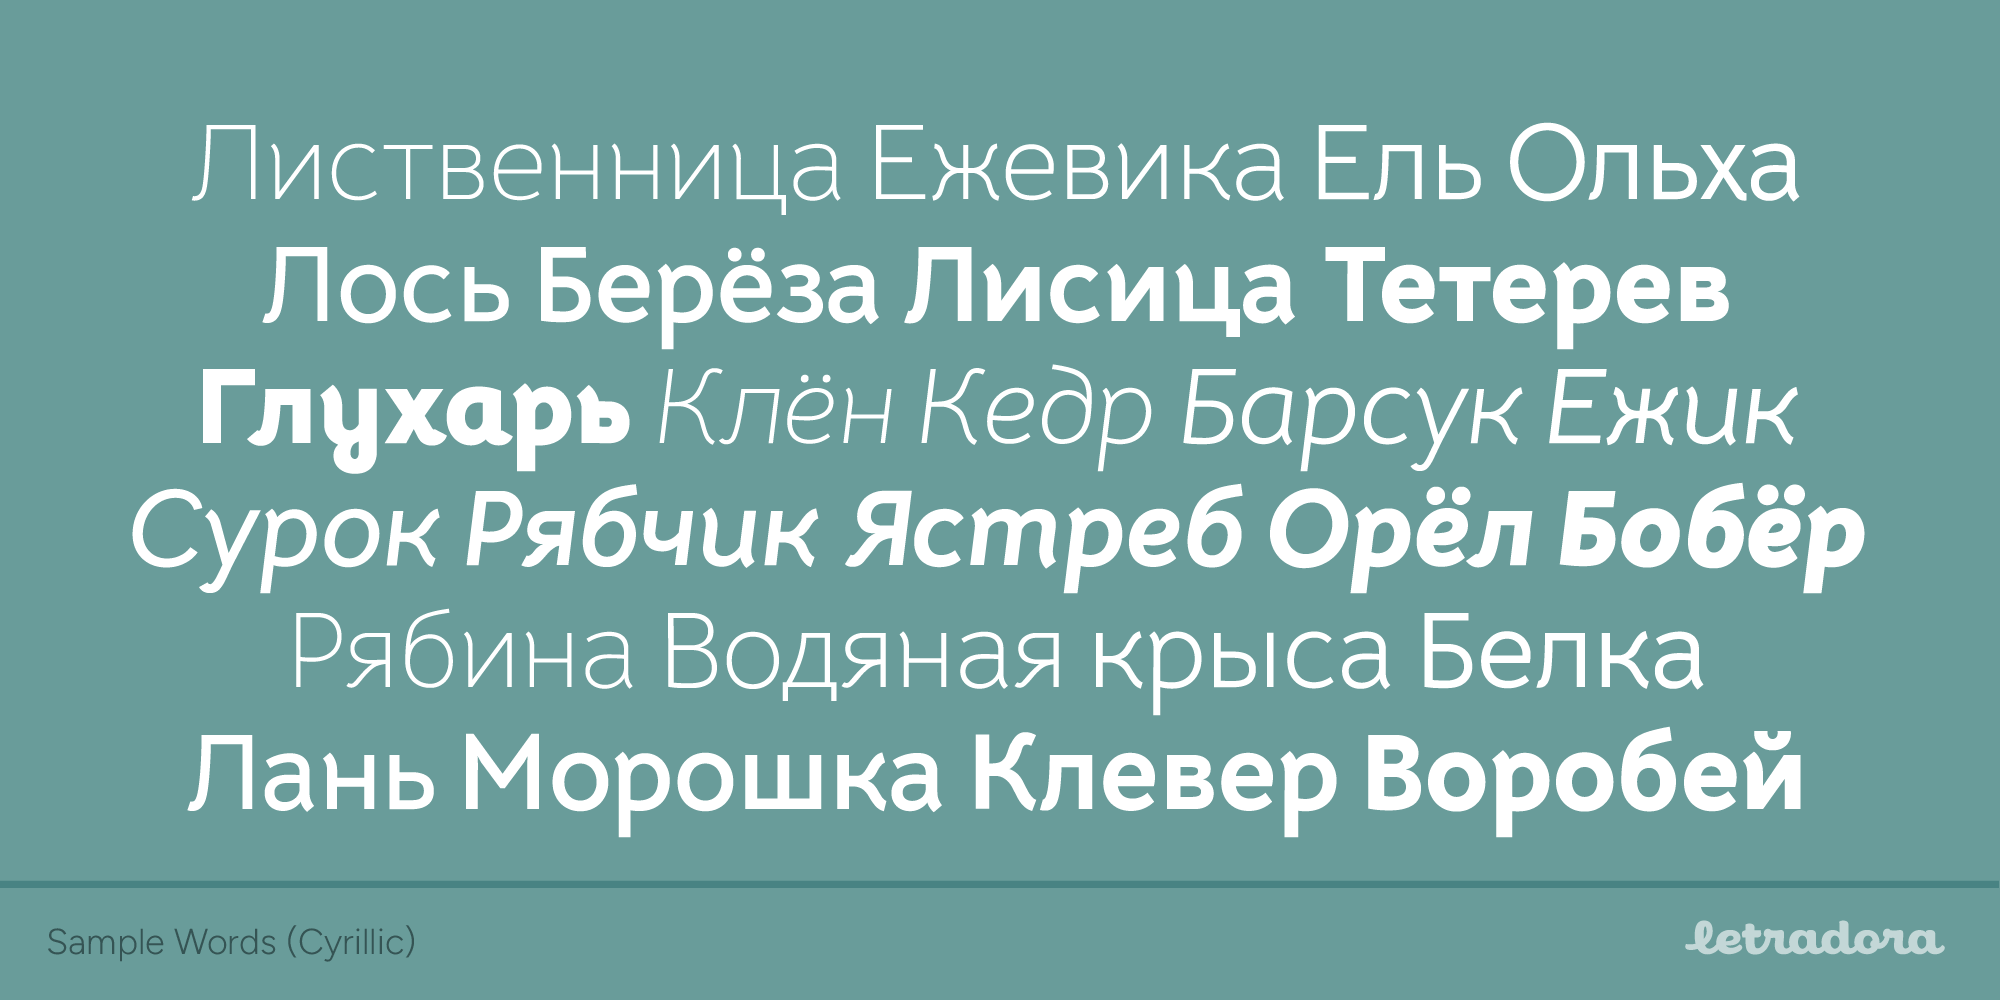 Лиственница Ежевика Ель Ольха
Лось Берёза Лисица Тетерев
Глухарь Клён Кедр Барсук Ежик
Сурок Рябчик Ястреб Орёл Бобёр
Рябина Водяная крыса Белка
Лань Морошка Клевер Воробей
Sample Words (Cyrillic)
letradora